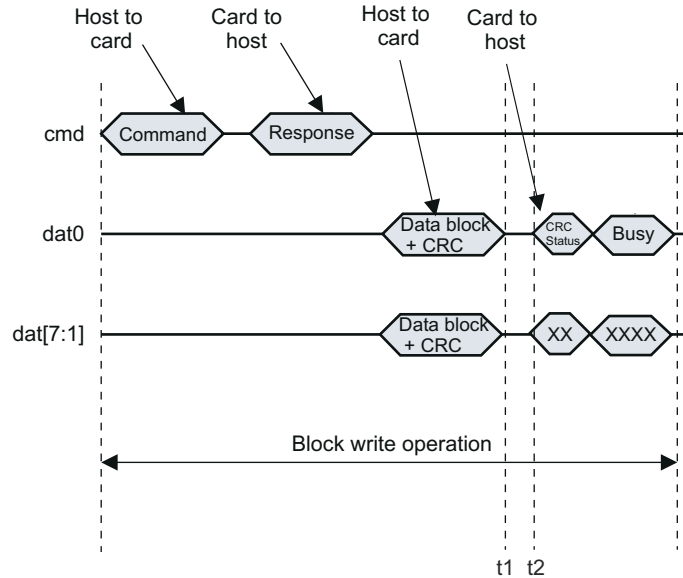 Host to
card
Card to
host
Host to
card
Card to
host
cmd
Command
Response
dat0
Data block
+ CRC
CRC
Status
Busy
dat[7:1]
Data block
+ CRC
XX
XXXX
Block write operation
t1
t2